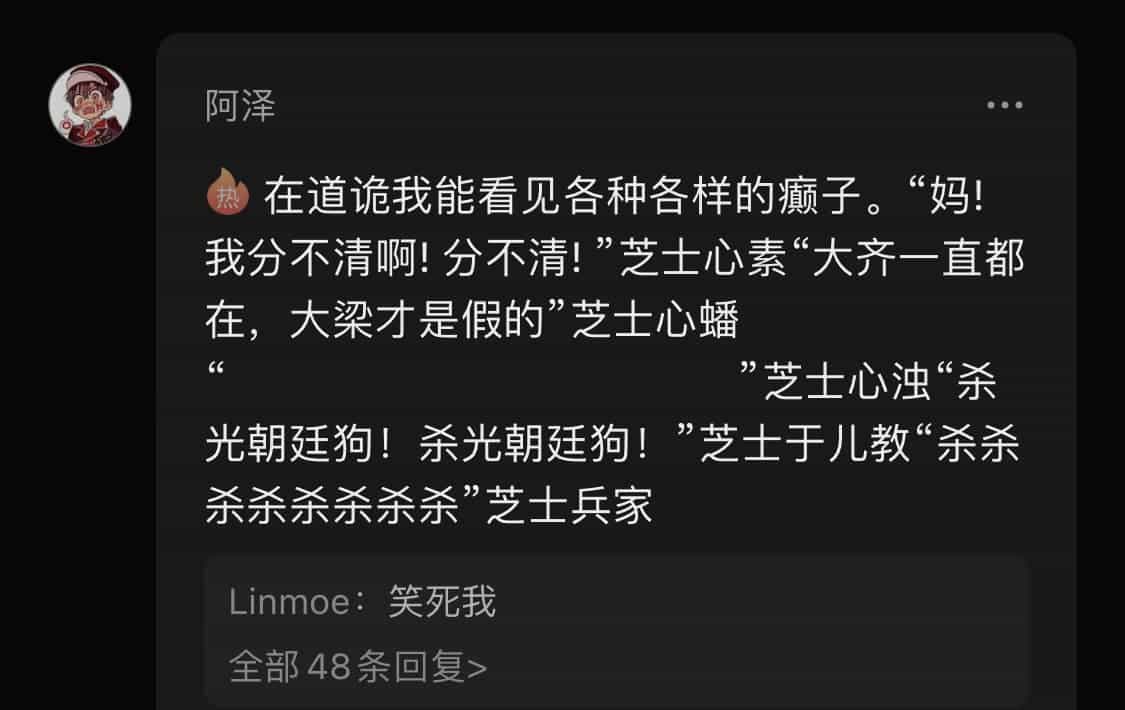 阿泽
热 在道诡我能看见各种各样的癫子。“妈!
我分不清啊! 分不清! ”芝士心素“大齐一直都
在，大梁才是假的”芝士心蟠
“ ”芝士心浊“杀
光朝廷狗！杀光朝廷狗！”芝士于儿教“杀杀
杀杀杀杀杀杀”芝士兵家
Linmoe：笑死我
全部 48 条回复>